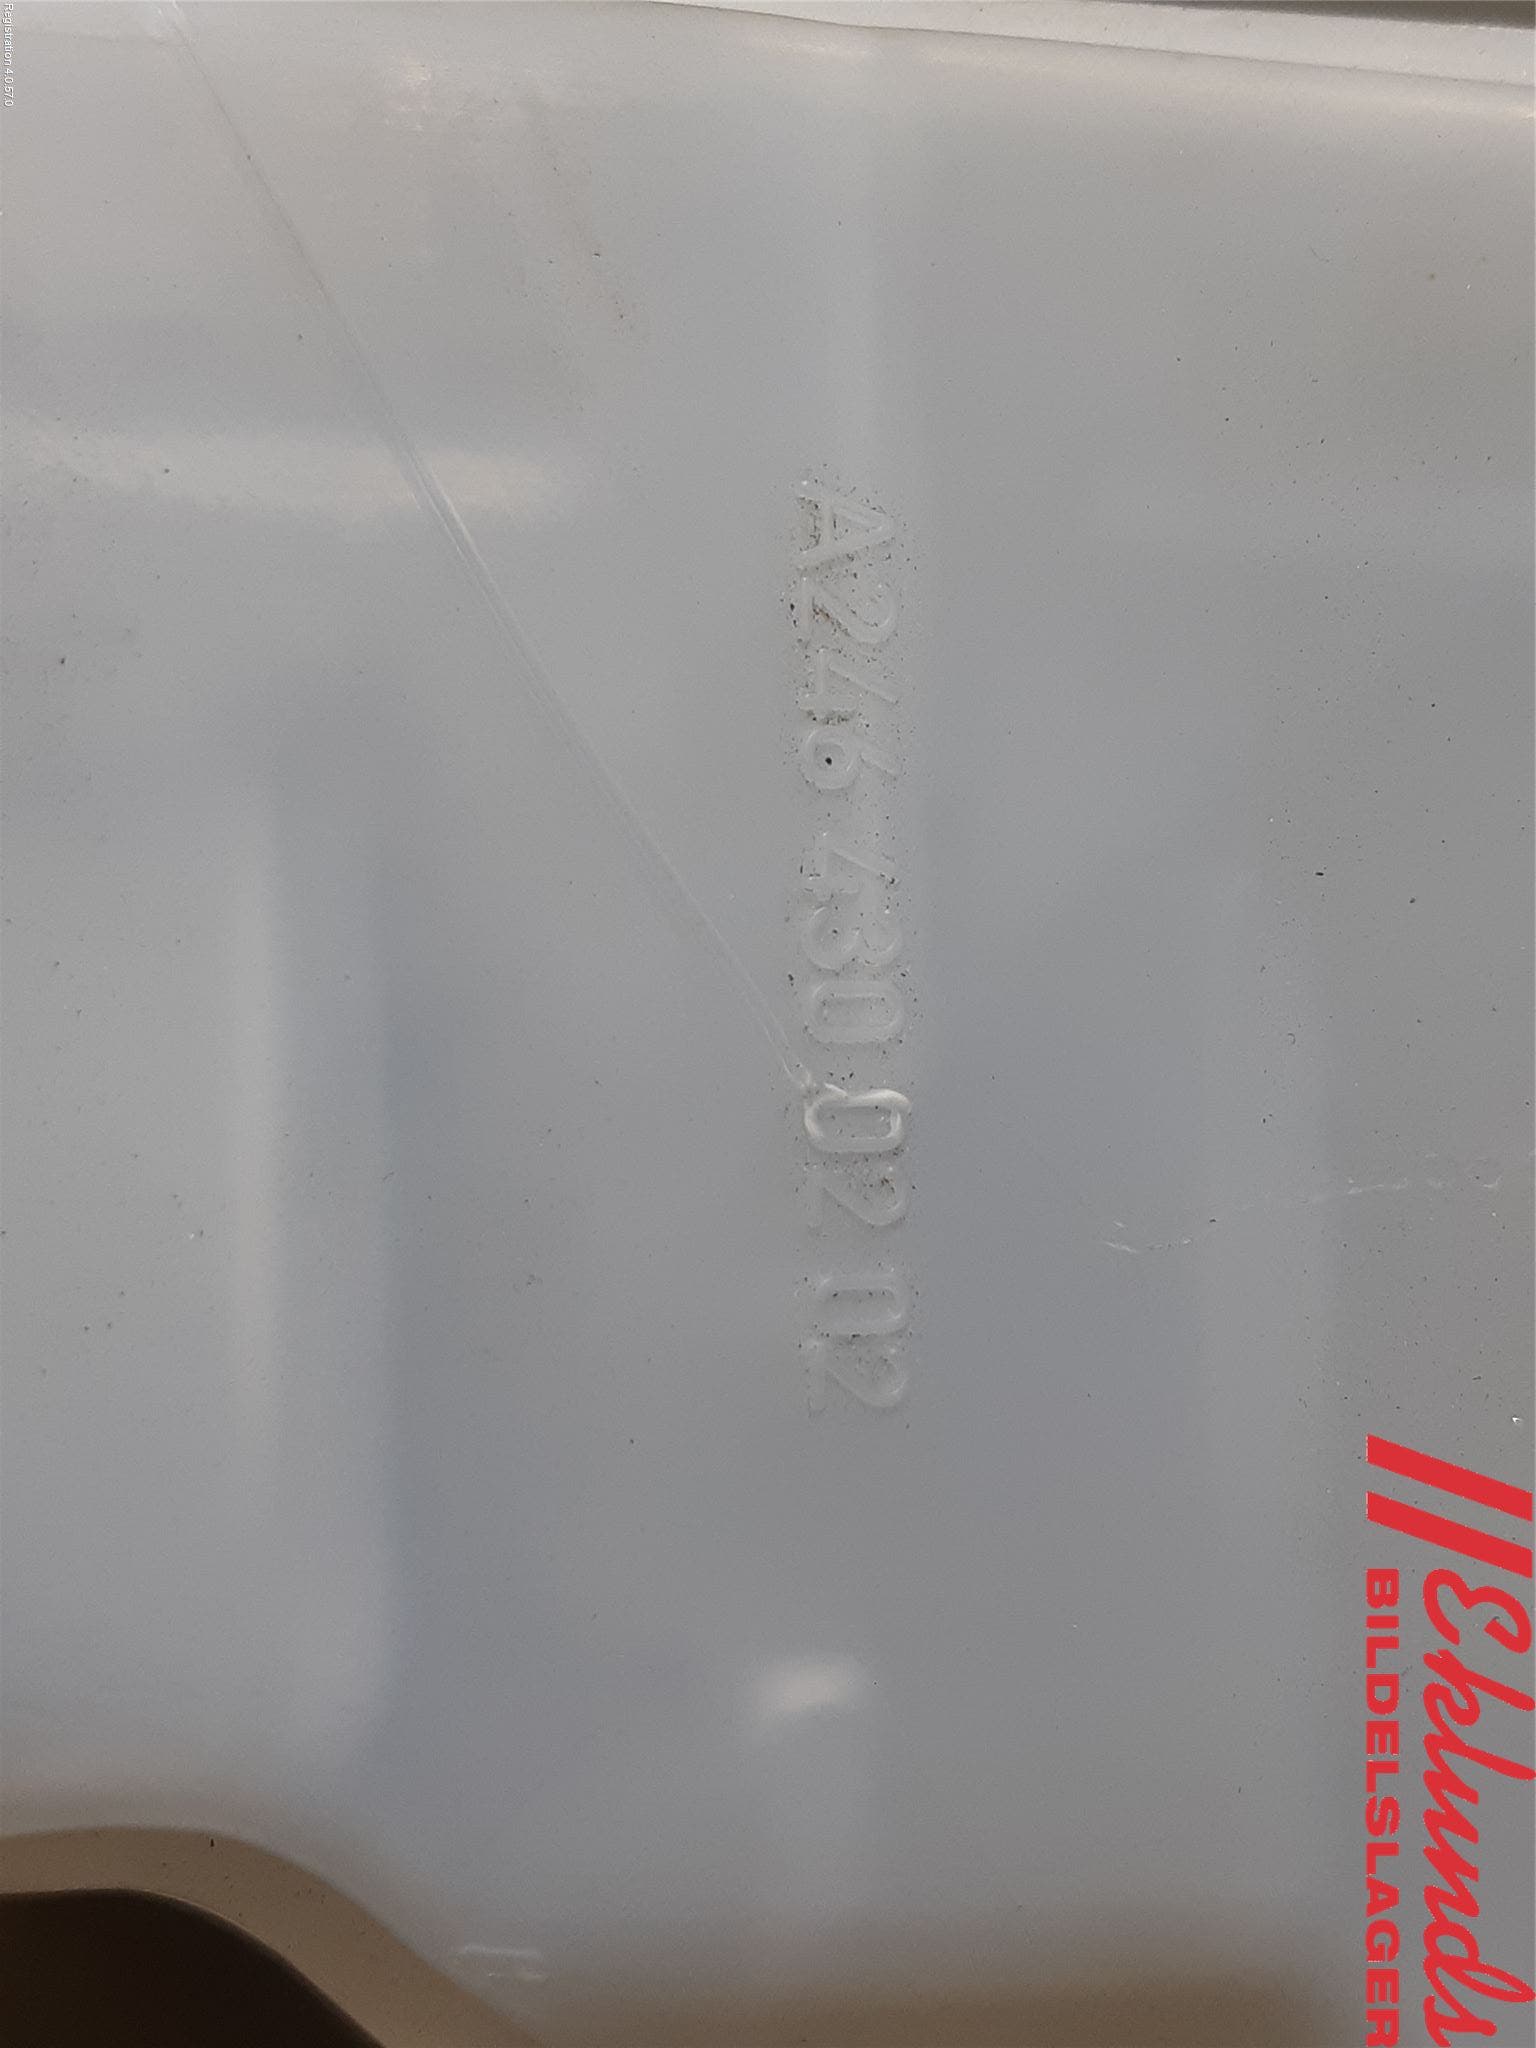 Registration 4.0.57.0
A246 430 02 02
Eklunds
BILDELSLAGER